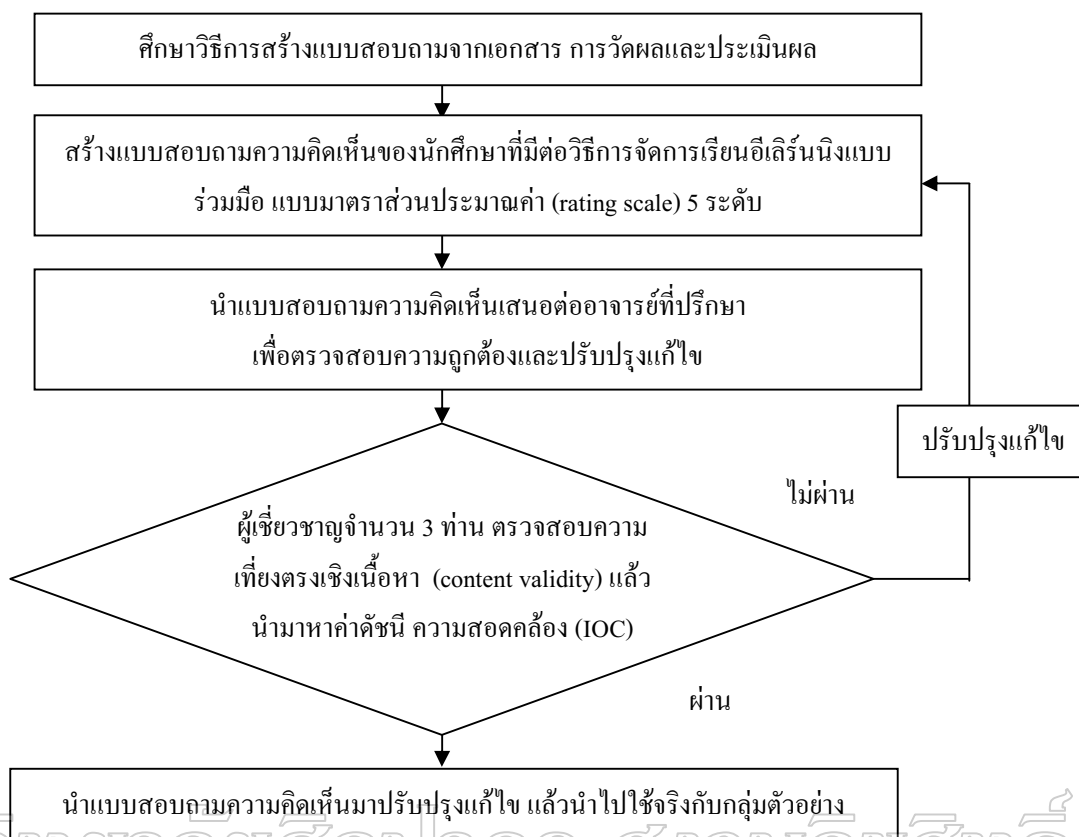 ศึกษาวิธีการสร้างแบบสอบถามจากเอกสาร การวัดผลและประเมินผล
สร้างแบบสอบถามความคิดเห็นของนักศึกษาที่มีต่อวิธีการจัดการเรียนอีเลิร์นนิงแบบ
ร่วมมือ แบบมาตราส่วนประมาณค่า (rating scale) 5 ระดับ
นำแบบสอบถามความคิดเห็นเสนอต่ออาจารย์ที่ปรึกษา
เพื่อตรวจสอบความถูกต้องและปรับปรุงแก้ไข
ปรับปรุงแก้ไข
ไม่ผ่าน
ผู้เชี่ยวชาญจำนวน 3 ท่าน ตรวจสอบความ
เที่ยงตรงเชิงเนื้อหา (content validity) แล้ว
นำมาหาค่าดัชนี ความสอดคล้อง (IOC)
ผ่าน
นำแบบสอบถามความคิดเห็นมาปรับปรุงแก้ไข แล้วนำไปใช้จริงกับกลุ่มตัวอย่าง